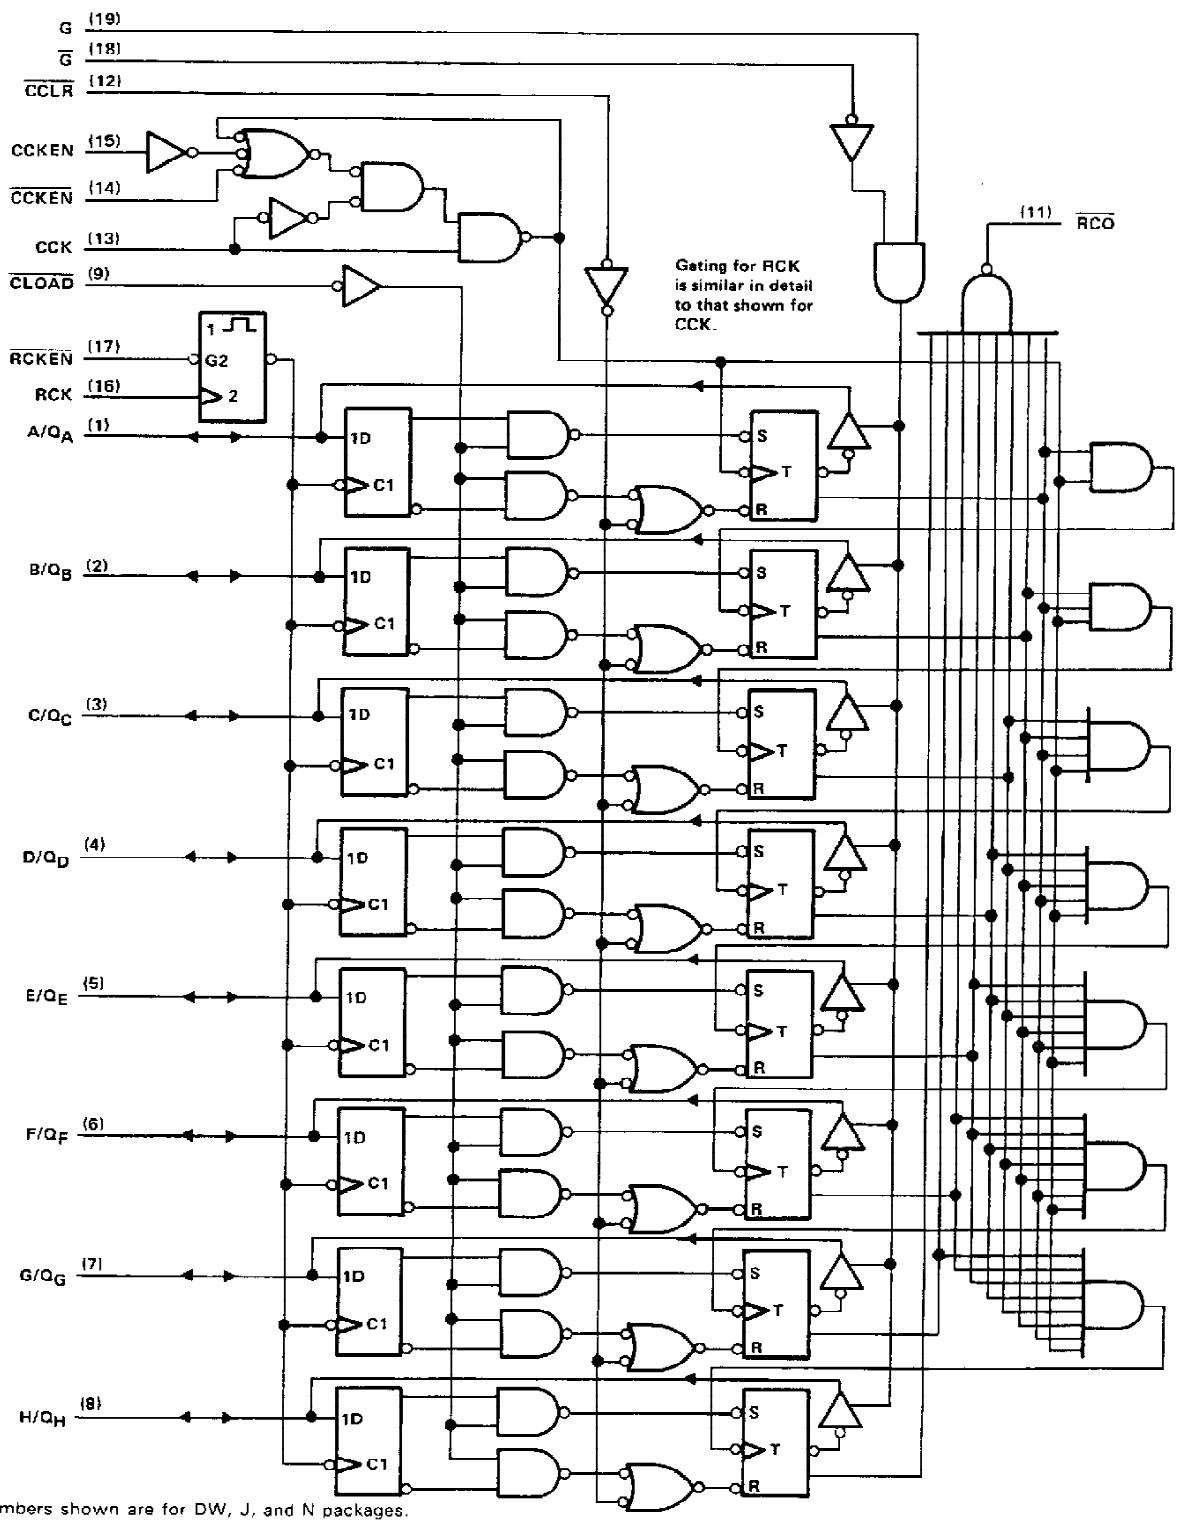 G (19)
G (18)
CCLR (12)
CCKEN (15)
CCKEN (14)
CCK (13)
CLOAD (9)
RCKEN (17)
RCK (16)
1
G2
2
(11) RCO
Gating for RCK
is similar in detail
to that shown for
CCK.
A/QA (1)
1D
C1
S
T
R
B/QB (2)
1D
C1
S
T
R
C/QC (3)
1D
C1
S
T
R
D/QD (4)
1D
C1
S
T
R
E/QE (5)
1D
C1
S
T
R
F/QF (6)
1D
C1
S
T
R
G/QG (7)
1D
C1
S
T
R
H/QH (8)
1D
C1
S
T
R
mbers shown are for DW, J, and N packages.